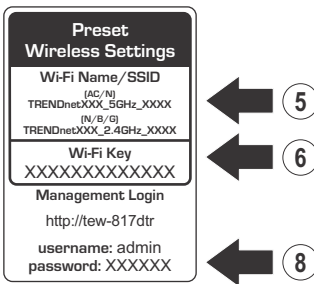 Preset
Wireless Settings
Wi-Fi Name/SSID
(AC/N)
TRENDnetXXX_5GHz_XXXX
(N/B/G)
TRENDnetXXX_2.4GHz_XXXX
5
Wi-Fi Key
XXXXXXXXXXXXX
6
Management Login
http://tew-817dtr
username: admin
password: XXXXXX
8